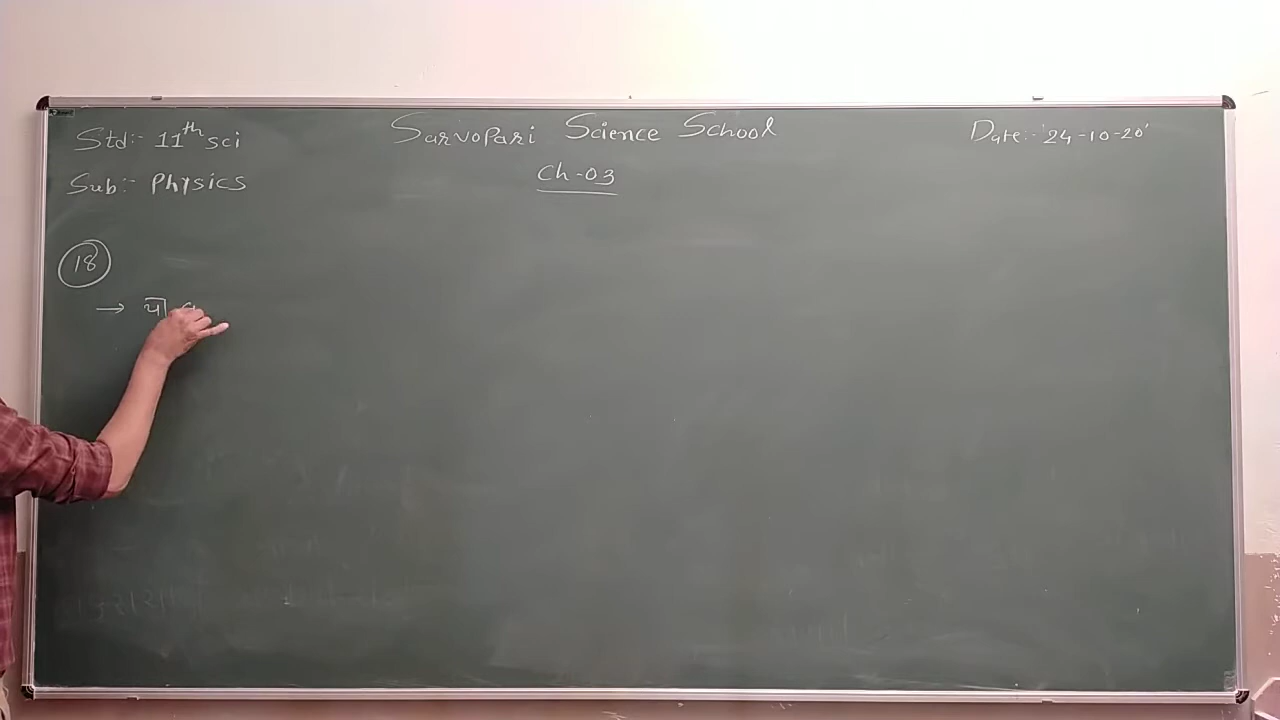 Std:- 11th sci
Sarvopari Science School
Date:- '24-10-20'
Sub:- Physics
Ch-03
18
→